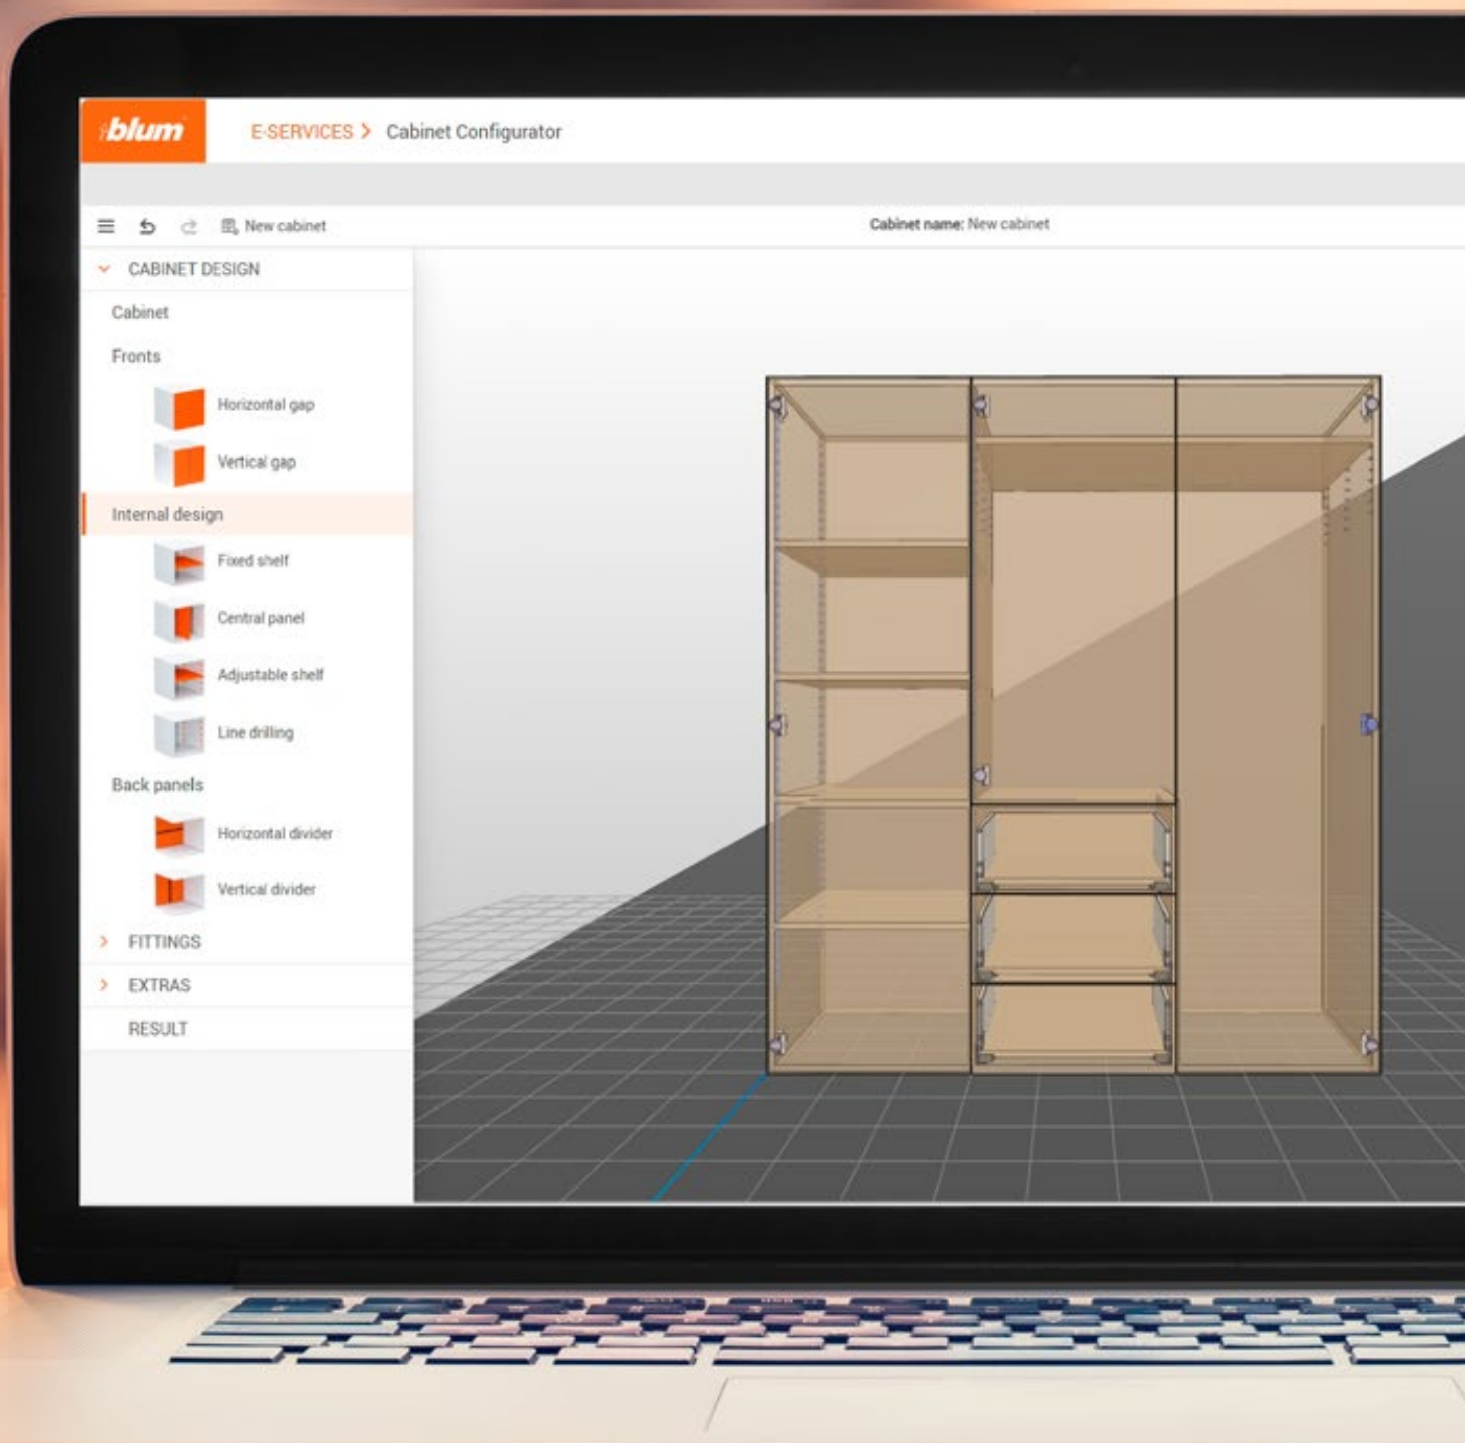 blum
E-SERVICES > Cabinet Configurator
New cabinet
Cabinet name: New cabinet
CABINET DESIGN
Cabinet
Fronts
Horizontal gap
Vertical gap
Internal design
Fixed shelf
Central panel
Adjustable shelf
Line drilling
Back panels
Horizontal divider
Vertical divider
> FITTINGS
> EXTRAS
RESULT